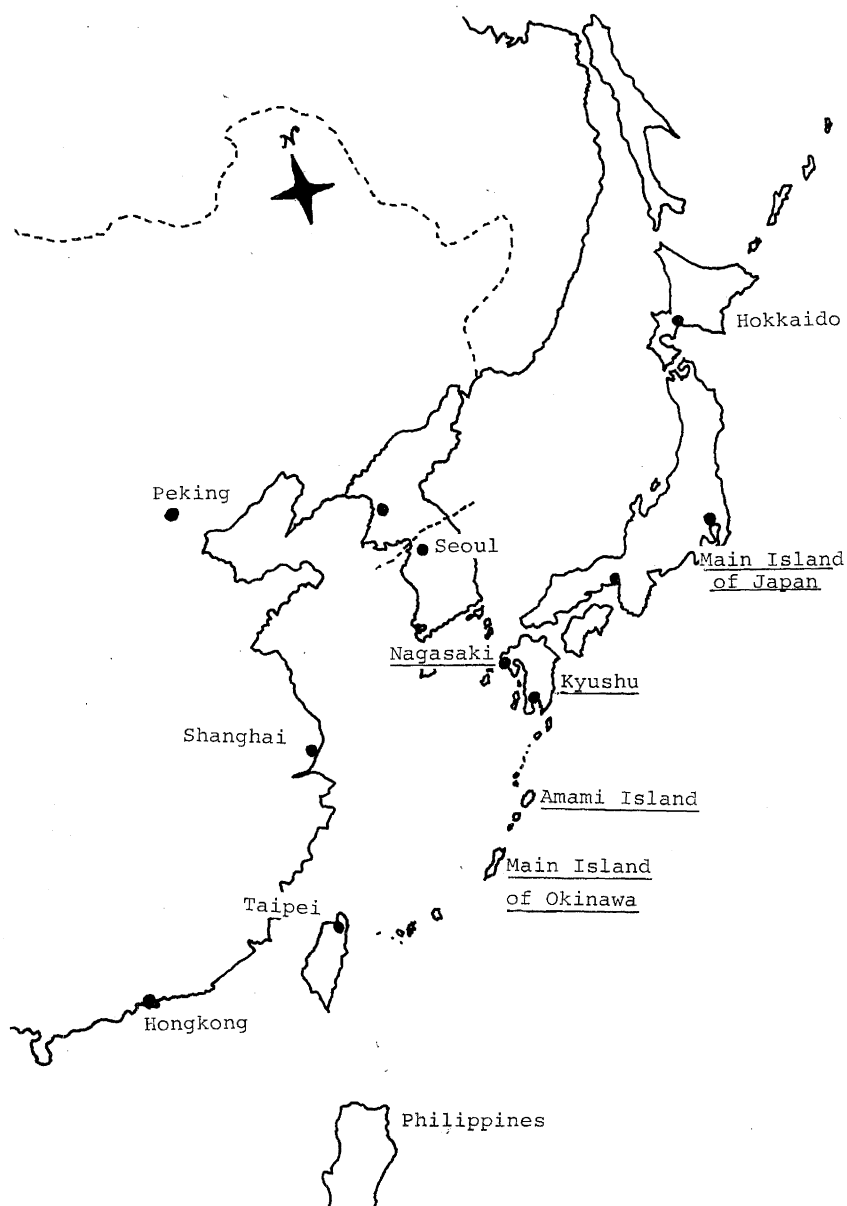 N
Hokkaido
Peking
Seoul
Main Island
of Japan
Nagasaki
Kyushu
Shanghai
Amami Island
Main Island
of Okinawa
Taipei
Hongkong
Philippines